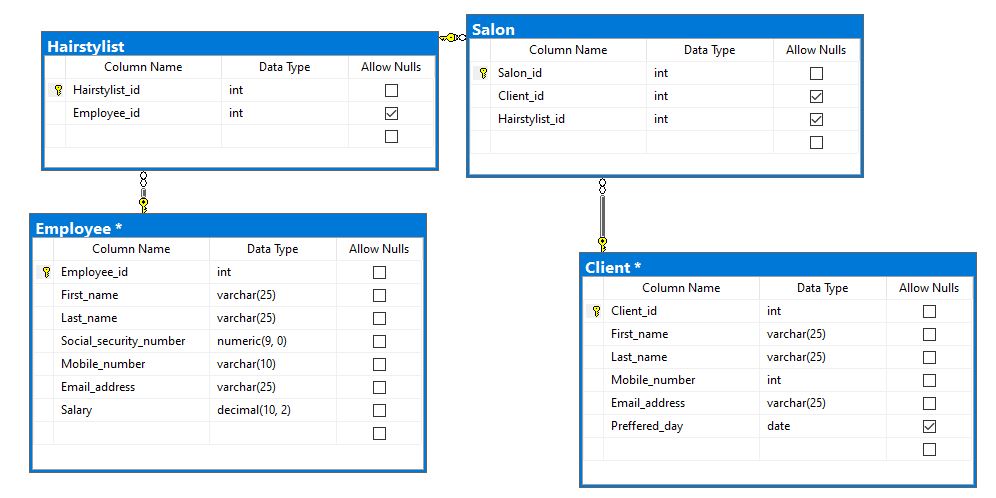 Hairstylist
Column Name Data Type Allow Nulls
Hairstylist_id int
Employee_id int
Salon
Column Name Data Type Allow Nulls
Salon_id int
Client_id int
Hairstylist_id int
Employee *
Column Name Data Type Allow Nulls
Employee_id int
First_name varchar(25)
Last_name varchar(25)
Social_security_number numeric(9, 0)
Mobile_number varchar(10)
Email_address varchar(25)
Salary decimal(10, 2)
Client *
Column Name Data Type Allow Nulls
Client_id int
First_name varchar(25)
Last_name varchar(25)
Mobile_number int
Email_address varchar(25)
Preffered_day date